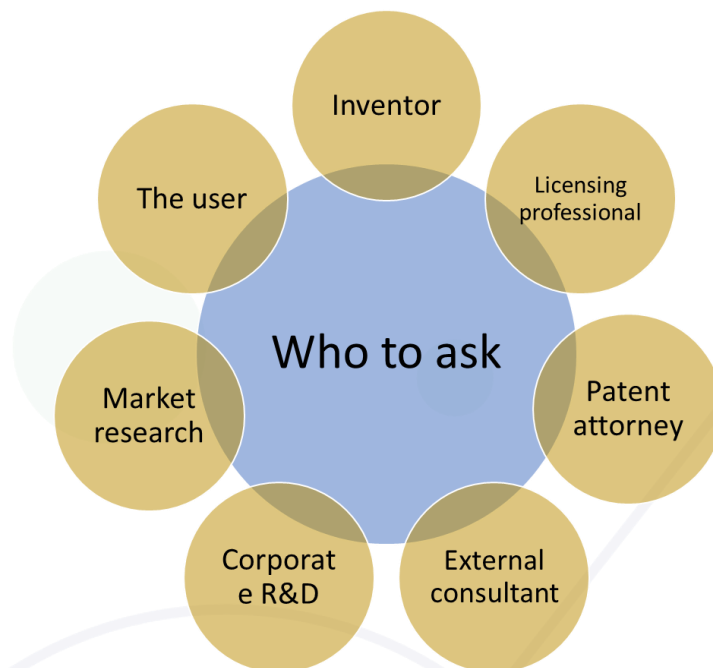 Inventor
Licensing
professional
Patent
attorney
External
consultant
Corporat
e R&D
Market
research
The user
Who to ask